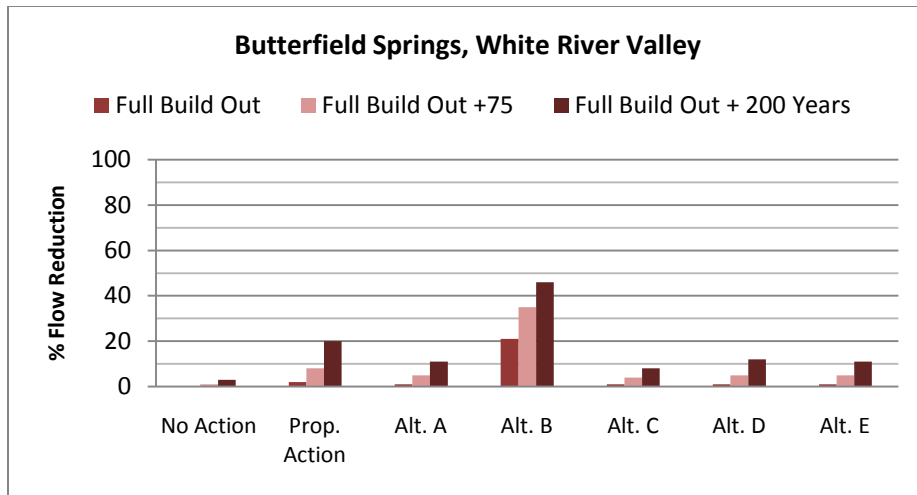 Butterfield Springs, White River Valley
Full Build Out Full Build Out +75 Full Build Out + 200 Years
% Flow Reduction
100
80
60
40
20
0
No Action Prop. Action Alt. A Alt. B Alt. C Alt. D Alt. E